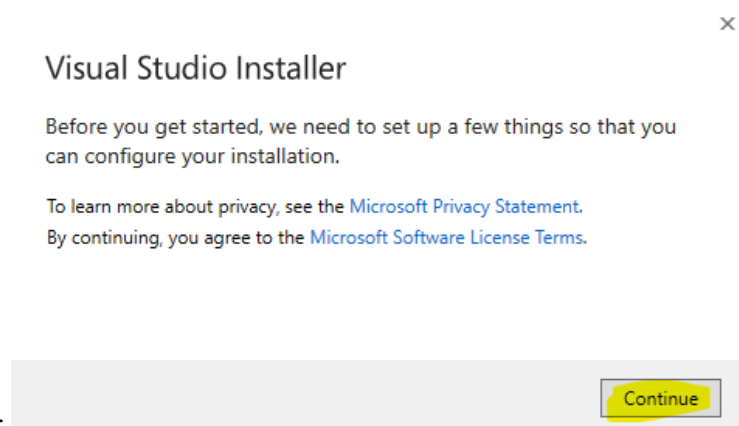 Visual Studio Installer
Before you get started, we need to set up a few things so that you
can configure your installation.
To learn more about privacy, see the Microsoft Privacy Statement.
By continuing, you agree to the Microsoft Software License Terms.
Continue
.